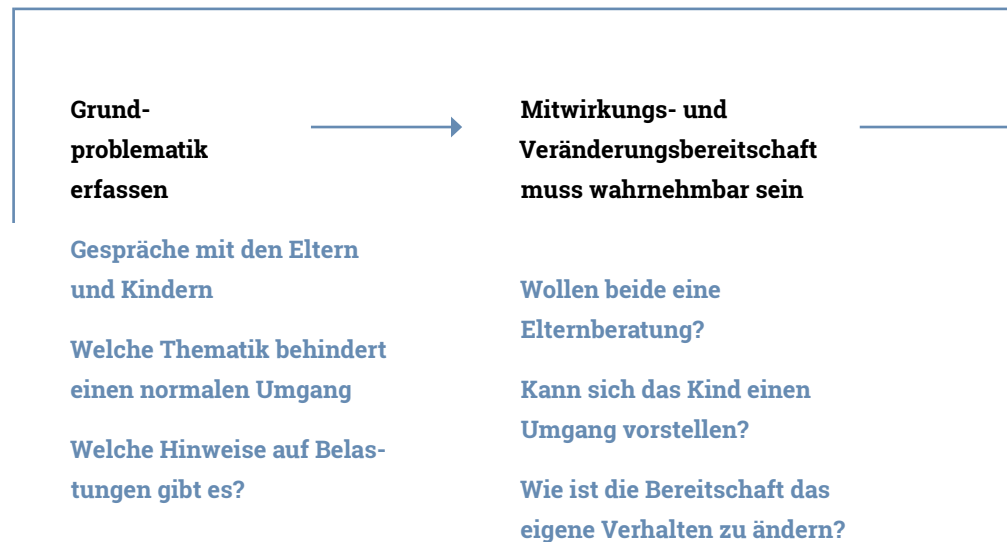 Grund-
problematik
erfassen
Gespräche mit den Eltern
und Kindern
Welche Thematik behindert
einen normalen Umgang
Welche Hinweise auf Belas-
tungen gibt es?
Mitwirkungs- und
Veränderungsbereitschaft
muss wahrnehmbar sein
Wollen beide eine
Elternberatung?
Kann sich das Kind einen
Umgang vorstellen?
Wie ist die Bereitschaft das
eigene Verhalten zu ändern?